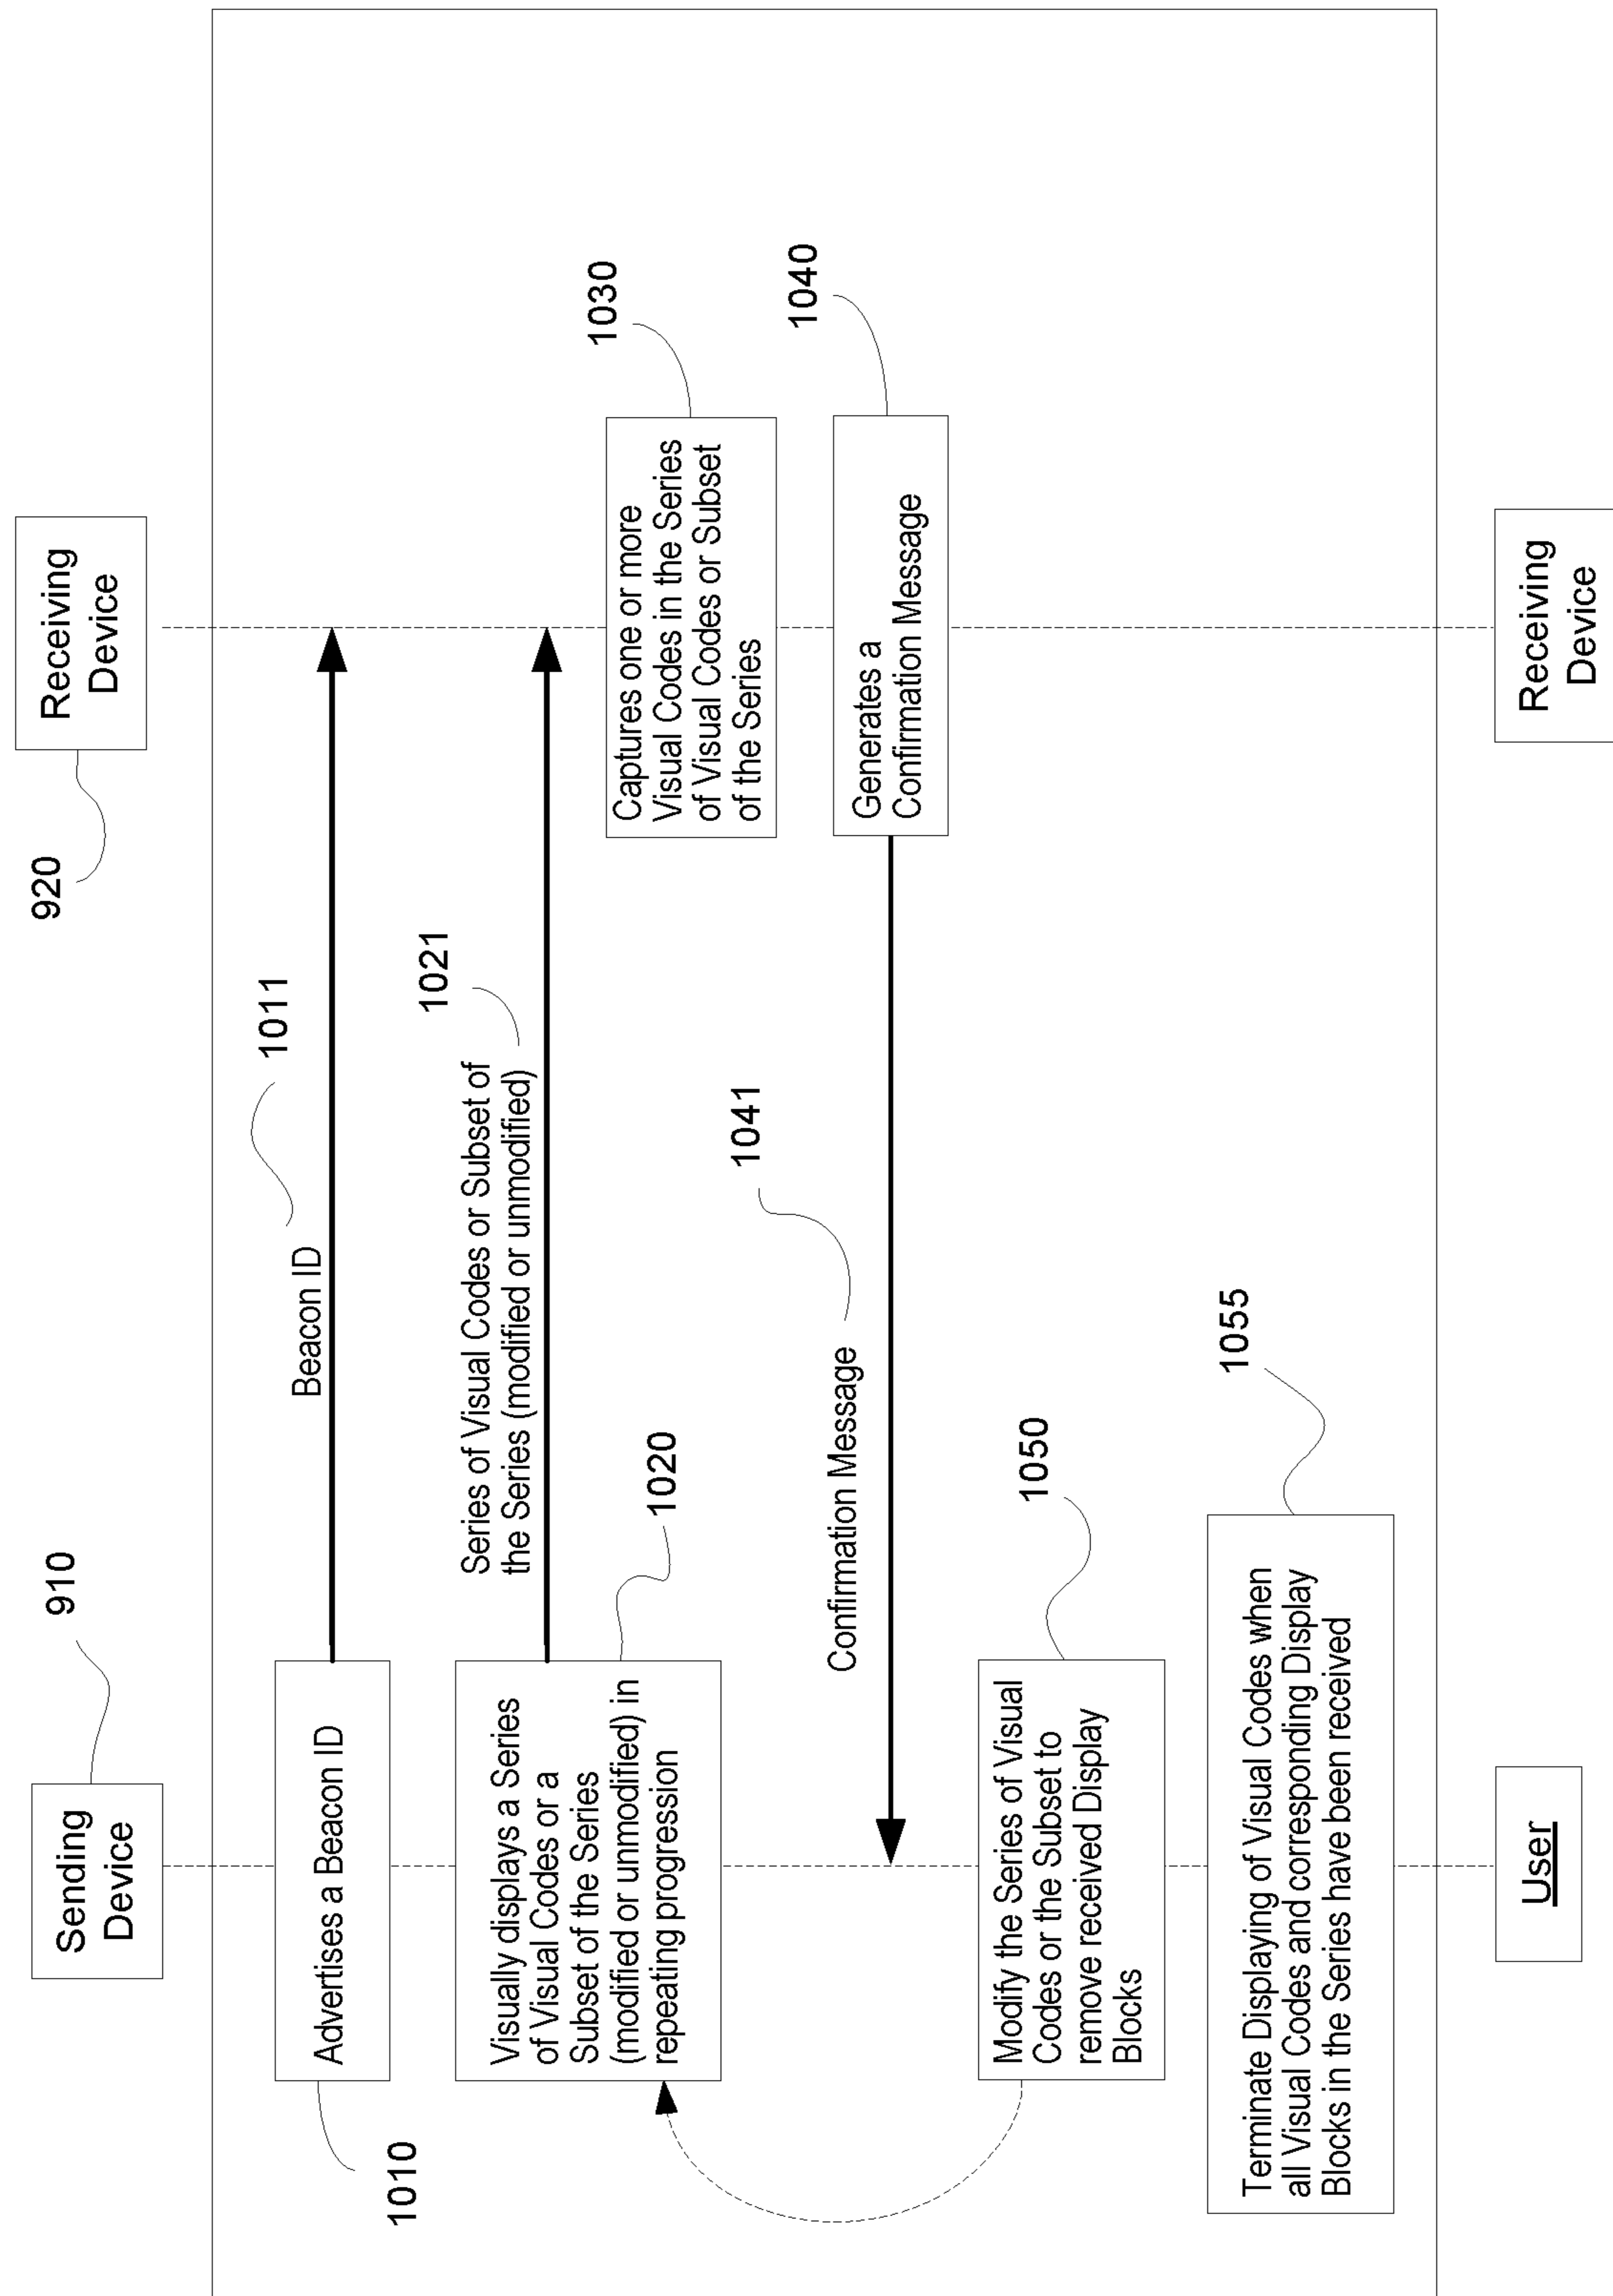 Sending
Device
910
Receiving
Device
920
Advertises a Beacon ID
1010
Beacon ID
1011
Visually displays a Series
of Visual Codes or a
Subset of the Series
(modified or unmodified) in
repeating progression
1020
Series of Visual Codes or Subset of
the Series (modified or unmodified)
1021
Captures one or more
Visual Codes in the Series
of Visual Codes or Subset
of the Series
1030
Generates a
Confirmation Message
1040
Confirmation Message
1041
Modify the Series of Visual
Codes or the Subset to
remove received Display
Blocks
1050
Terminate Displaying of Visual Codes when
all Visual Codes and corresponding Display
Blocks in the Series have been received
1055
User
Receiving
Device